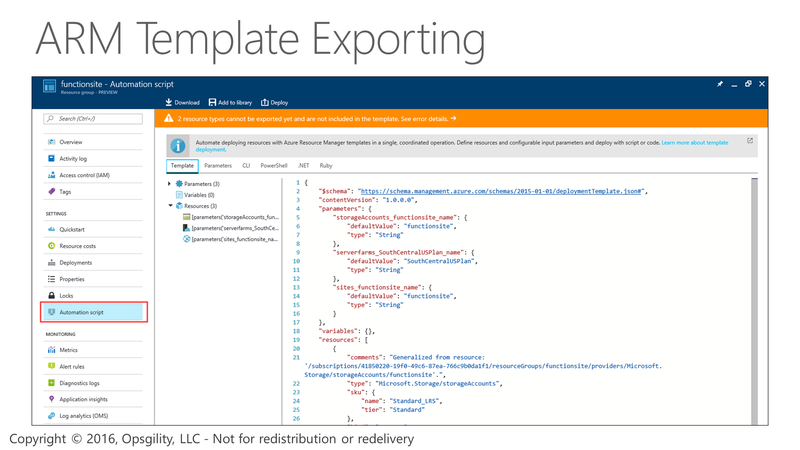 ARM Template Exporting
functionsite - Automation script
Resource group - PREVIEW
Download Add to library Deploy
Search (Ctrl+/)
2 resource types cannot be exported yet and are not included in the template. See error details. →
Overview
Activity log
Access control (IAM)
Tags
SETTINGS
Quickstart
Resource costs
Deployments
Properties
Locks
Automation script
MONITORING
Metrics
Alert rules
Diagnostics logs
Application insights
Log analytics (OMS)
Automate deploying resources with Azure Resource Manager templates in a single, coordinated operation. Define resources and configurable input parameters and deploy with script or code. Learn more about template
deployment.
Template Parameters CLI PowerShell .NET Ruby
Parameters (3)
Variables (0)
Resources (3)
[parameters('storageAccounts_fun...
[parameters('serverfarms_SouthCe...
[parameters('sites_functionsite_na...
1 {
2 "$schema": "https://schema.management.azure.com/schemas/2015-01-01/deploymentTemplate.json#",
3 "contentVersion": "1.0.0.0",
4 "parameters": {
5 "storageAccounts_functionsite_name": {
6 "defaultValue": "functionsite",
7 "type": "String"
8 },
9 "serverfarms_SouthCentralUSPlan_name": {
10 "defaultValue": "SouthCentralUSPlan",
11 "type": "String"
12 },
13 "sites_functionsite_name": {
14 "defaultValue": "functionsite",
15 "type": "String"
16 }
17 },
18 "variables": {},
19 "resources": [
20 {
21 "comments": "Generalized from resource:
'/subscriptions/41850220-19f0-49c6-87ea-766c9b0da1f1/resourceGroups/functionsite/providers/Microsoft.
Storage/storageAccounts/functionsite'.",
22 "type": "Microsoft.Storage/storageAccounts",
23 "sku": {
24 "name": "Standard_LRS",
25 "tier": "Standard"
26 },
Copyright © 2016, Opsgility, LLC - Not for redistribution or redelivery